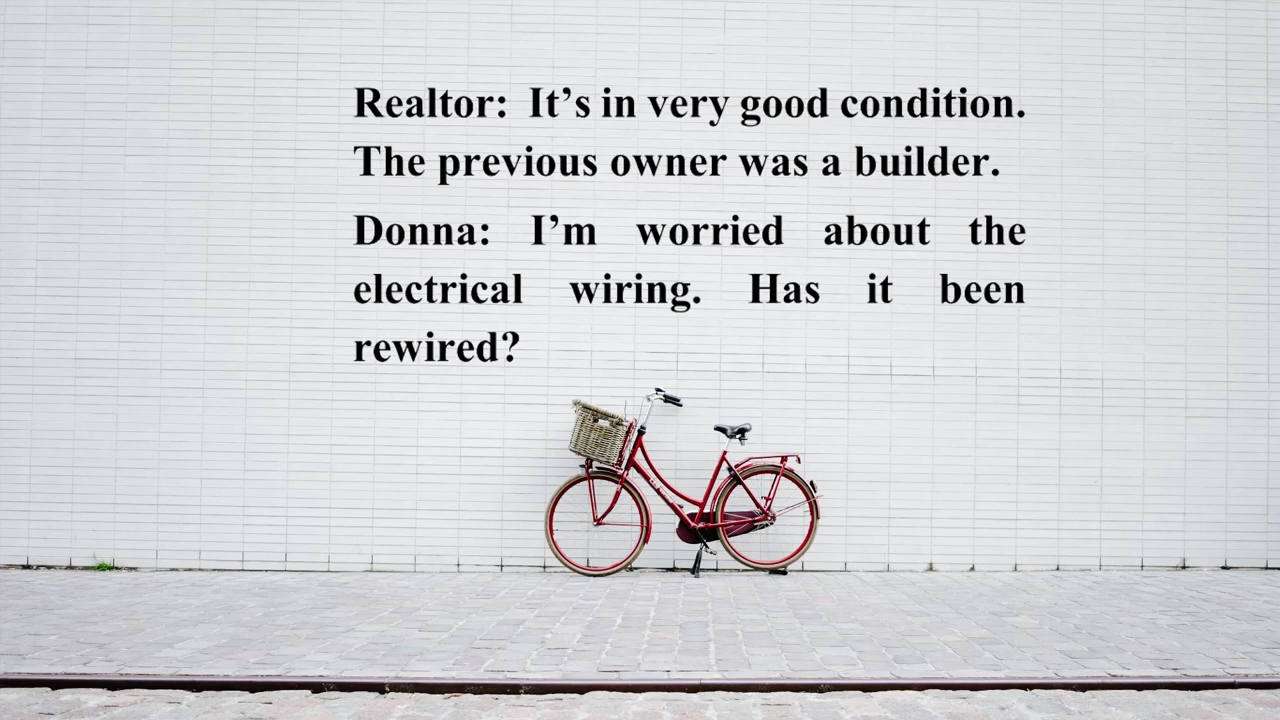 Realtor: It’s in very good condition.
The previous owner was a builder.
Donna: I’m worried about the
electrical wiring. Has it been
rewired?